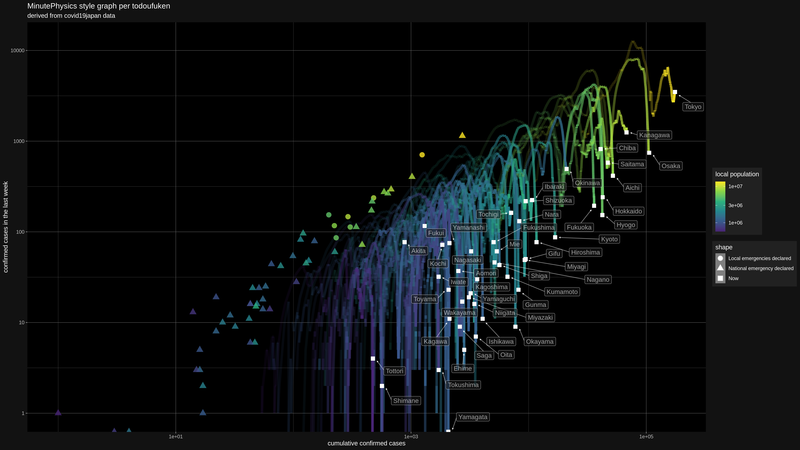 MinutePhysics style graph per todoufuken
derived from covid19japan data
confirmed cases in the last week
10000
1000
100
10
1
Tokyo
Kanagawa
Chiba
Osaka
Saitama
Okinawa
Aichi
Ibaraki
Shizuoka
Tochigi
Nara
Hokkaido
Hyogo
Fukuoka
Yamanashi
Fukushima
Fukui
Kyoto
Mie
Akita
Gifu
Hiroshima
Nagasaki
Kochi
Miyagi
Aomori
Shiga
Nagano
Iwate
Kagoshima
Kumamoto
Toyama
Yamaguchi
Gunma
Wakayama
Niigata
Miyazaki
Kagawa
Ishikawa
Okayama
Saga
Oita
Tottori
Ehime
Tokushima
Shimane
Yamagata
1e+01
1e+03
1e+05
cumulative confirmed cases
local population
1e+07
3e+06
1e+06
shape
Local emergencies declared
National emergency declared
Now